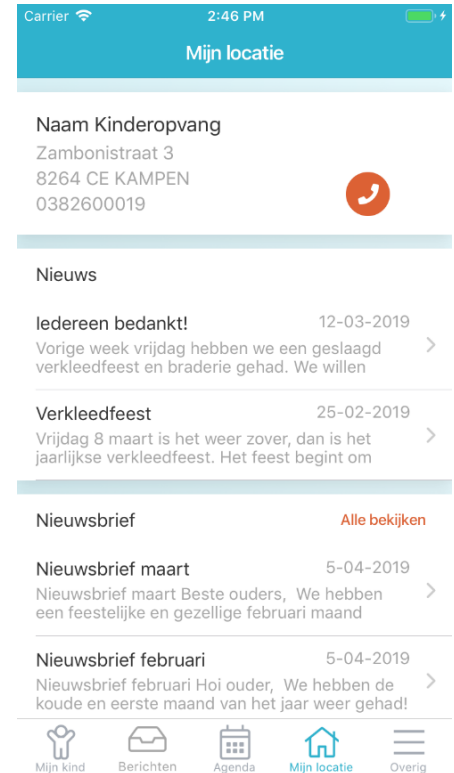 Carrier 2:46 PM
Mijn locatie
Naam Kinderopvang
Zambonistraat 3
8264 CE KAMPEN
0382600019
Nieuws
Iedereen bedankt! 12-03-2019
Vorige week vrijdag hebben we een geslaagd
verkleedfeest en braderie gehad. We willen
Verkleedfeest 25-02-2019
Vrijdag 8 maart is het weer zover, dan is het
jaarlijkse verkleedfeest. Het feest begint om
Nieuwsbrief Alle bekijken
Nieuwsbrief maart 5-04-2019
Nieuwsbrief maart Beste ouders, We hebben
een feestelijke en gezellige februari maand
Nieuwsbrief februari 5-04-2019
Nieuwsbrief februari Hoi ouder, We hebben de
koude en eerste maand van het jaar weer gehad!
Mijn kind Berichten Agenda Mijn locatie Overig